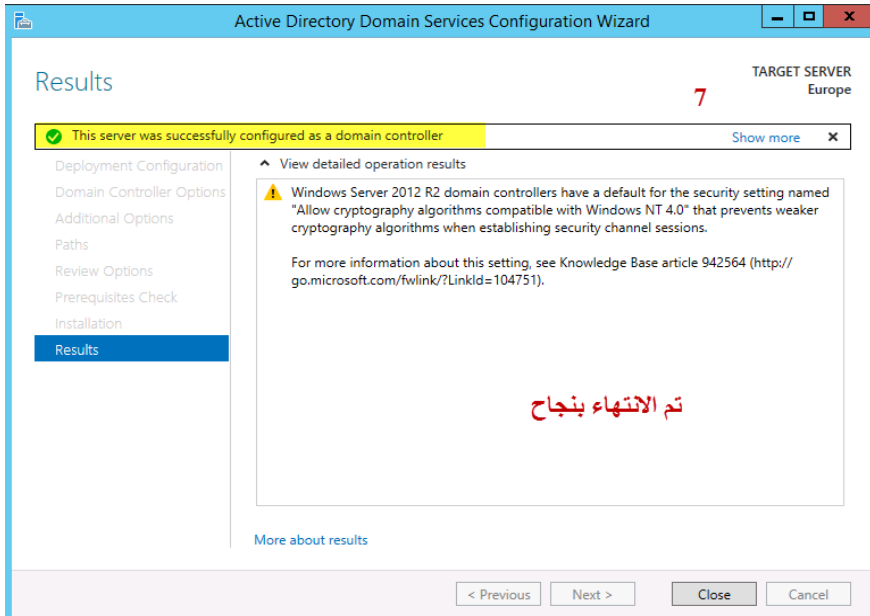 Active Directory Domain Services Configuration Wizard
Results
TARGET SERVER
Europe
7
This server was successfully configured as a domain controller
Show more
Deployment Configuration
Domain Controller Options
Additional Options
Paths
Review Options
Prerequisites Check
Installation
Results
View detailed operation results
Windows Server 2012 R2 domain controllers have a default for the security setting named
"Allow cryptography algorithms compatible with Windows NT 4.0" that prevents weaker
cryptography algorithms when establishing security channel sessions.
For more information about this setting, see Knowledge Base article 942564 (http://
go.microsoft.com/fwlink/?LinkId=104751).
تم الانتهاء بنجاح
More about results
< Previous
Next >
Close
Cancel